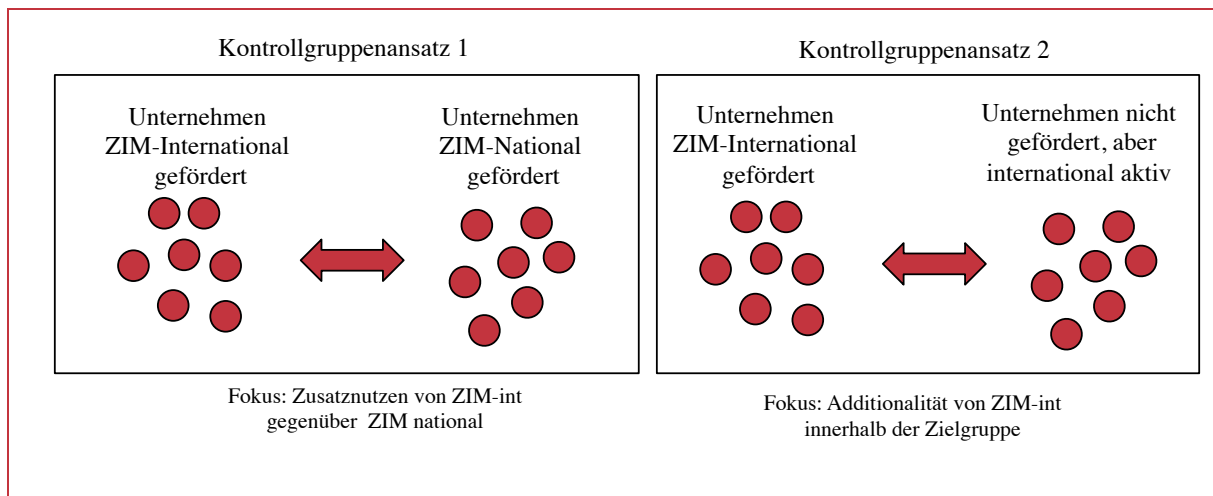 Kontrollgruppenansatz 1
Unternehmen
ZIM-International
gefördert
Unternehmen
ZIM-National
gefördert
Fokus: Zusatznutzen von ZIM-int
gegenüber ZIM national
Kontrollgruppenansatz 2
Unternehmen
ZIM-International
gefördert
Unternehmen nicht
gefördert, aber
international aktiv
Fokus: Additionalität von ZIM-int
innerhalb der Zielgruppe